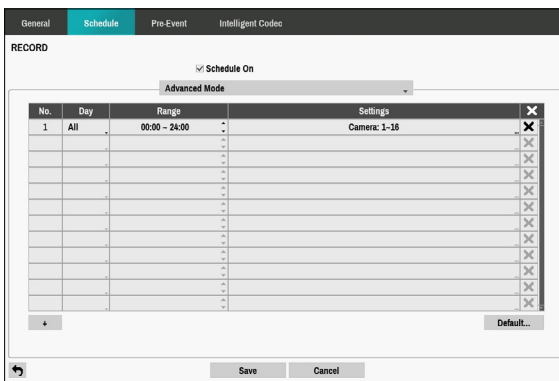 General Schedule Pre-Event Intelligent Codec
RECORD
Schedule On
Advanced Mode
No. Day Range Settings
1 All 00:00 ~ 24:00 Camera: 1~16
+ Default...
Save Cancel